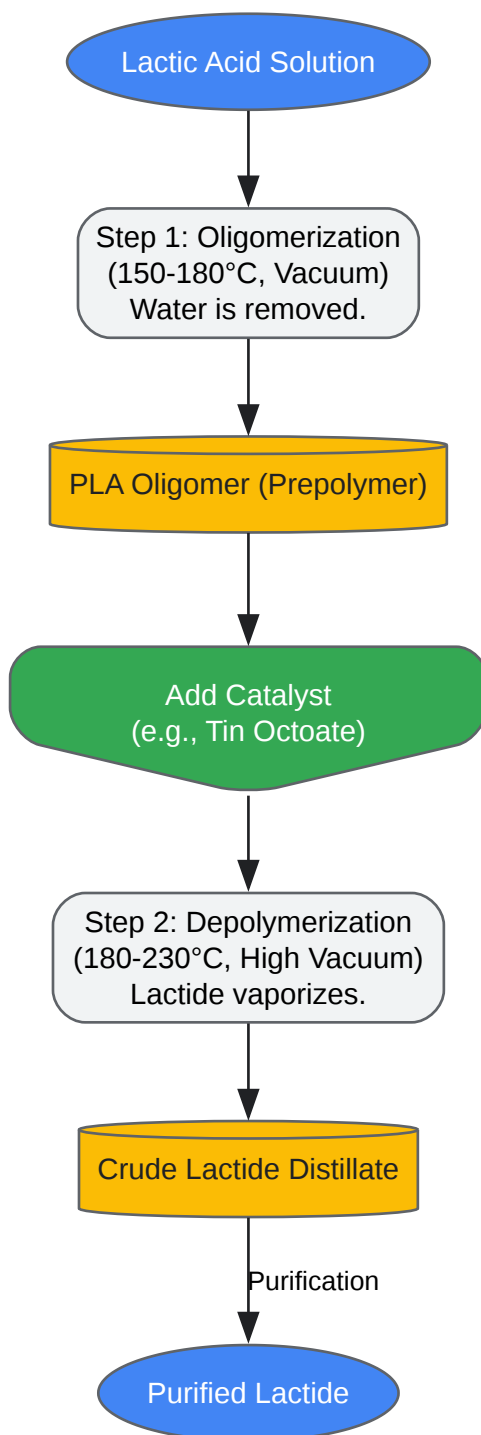 Lactic Acid Solution
Step 1: Oligomerization
(150-180°C, Vacuum)
Water is removed.
PLA Oligomer (Prepolymer)
Add Catalyst
(e.g., Tin Octoate)
Step 2: Depolymerization
(180-230°C, High Vacuum)
Lactide vaporizes.
Crude Lactide Distillate
Purification
Purified Lactide